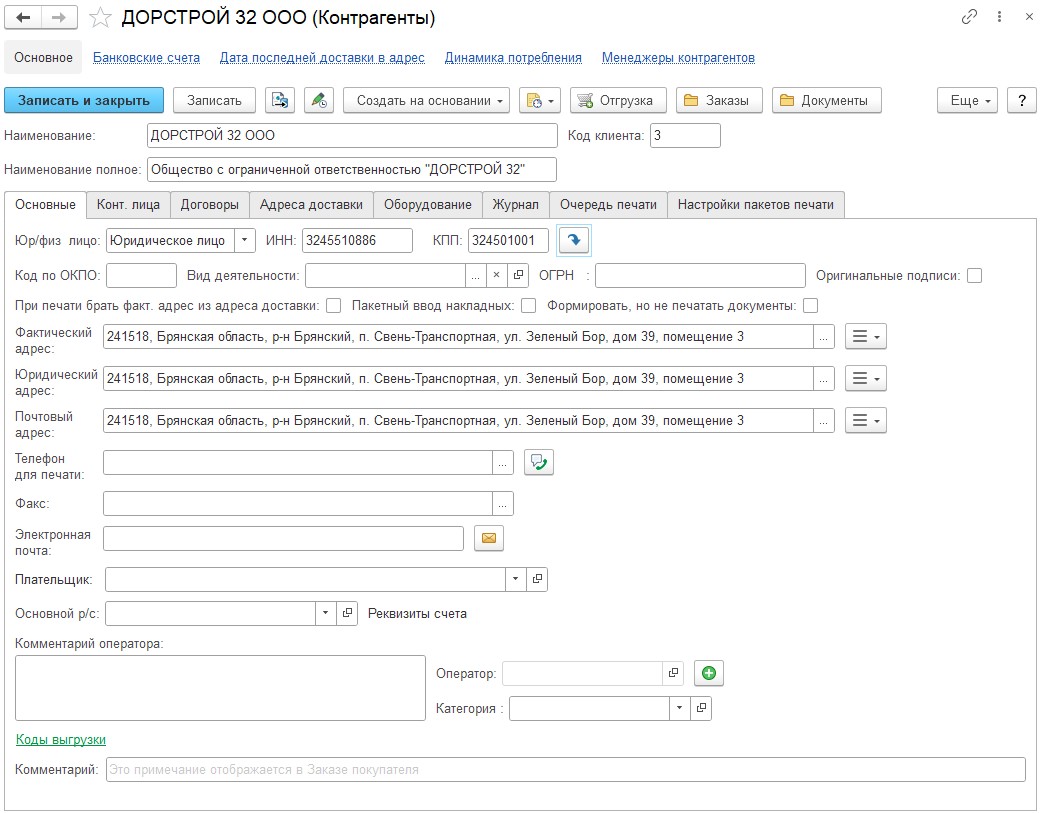 ДОРСТРОЙ 32 ООО (Контрагенты)
Основное Банковские счета Дата последней доставки в адрес Динамика потребления Менеджеры контрагентов
Записать и закрыть Записать Создать на основании Отгрузка Заказы Документы Еще ?
Наименование: ДОРСТРОЙ 32 ООО Код клиента: 3
Наименование полное: Общество с ограниченной ответственностью "ДОРСТРОЙ 32"
Основные Конт. лица Договоры Адреса доставки Оборудование Журнал Очередь печати Настройки пакетов печати
Юр/физ лицо: Юридическое лицо ИНН: 3245510886 КПП: 324501001
Код по ОКПО: Вид деятельности: ... × ОГРН : Оригинальные подписи:
При печати брать факт. адрес из адреса доставки: Пакетный ввод накладных: Формировать, но не печатать документы:
Фактический
адрес: 241518, Брянская область, р-н Брянский, п. Свень-Транспортная, ул. Зеленый Бор, дом 39, помещение 3 ...
Юридический
адрес: 241518, Брянская область, р-н Брянский, п. Свень-Транспортная, ул. Зеленый Бор, дом 39, помещение 3 ...
Почтовый
адрес: 241518, Брянская область, р-н Брянский, п. Свень-Транспортная, ул. Зеленый Бор, дом 39, помещение 3 ...
Телефон
для печати: ...
Факс: ...
Электронная
почта:
Плательщик:
Основной р/с: Реквизиты счета
Комментарий оператора:
Оператор:
Категория :
Коды выгрузки
Комментарий: Это примечание отображается в Заказе покупателя